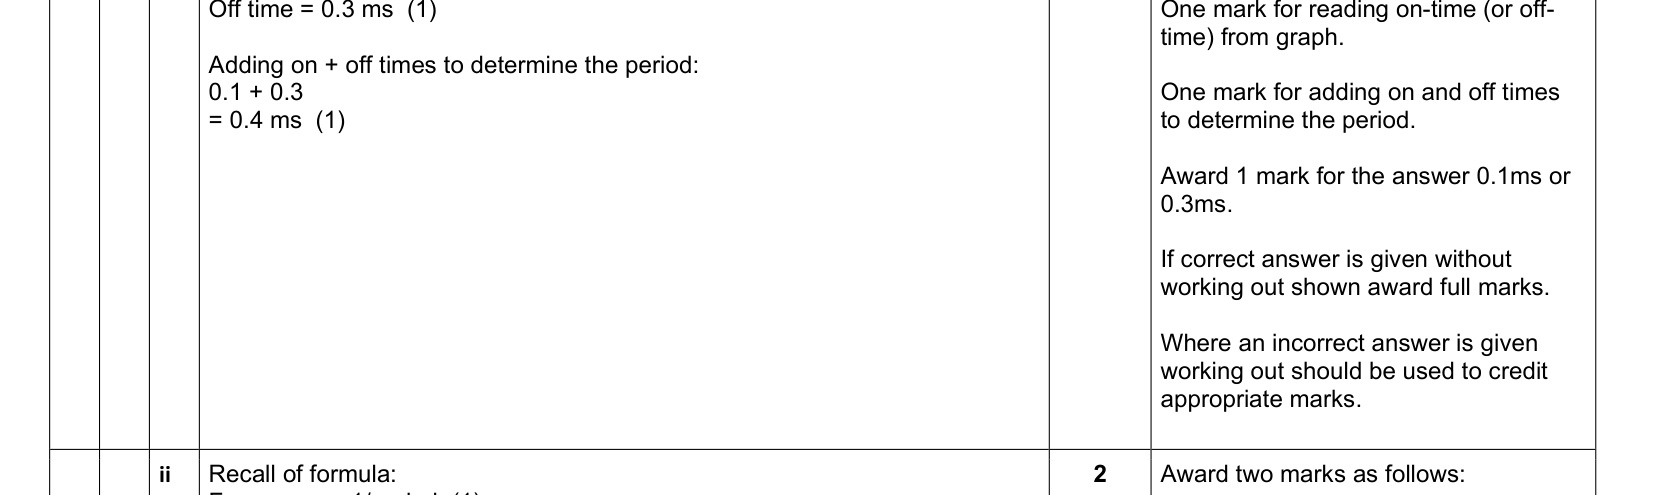 Off time = 0.3 ms (1)
Adding on + off times to determine the period:
0.1 + 0.3
= 0.4 ms (1)
One mark for reading on-time (or off-
time) from graph.
One mark for adding on and off times
to determine the period.
Award 1 mark for the answer 0.1ms or
0.3ms.
If correct answer is given without
working out shown award full marks.
Where an incorrect answer is given
working out should be used to credit
appropriate marks.
ii
Recall of formula:
2
Award two marks as follows: